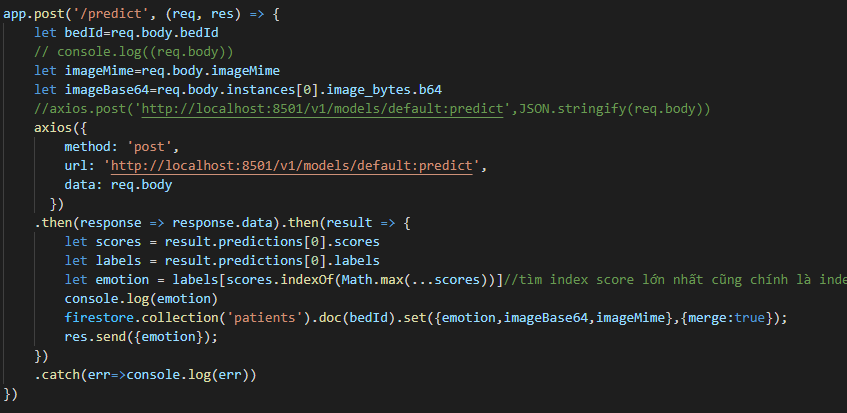 app.post('/predict', (req, res) => {
let bedId=req.body.bedId
// console.log((req.body))
let imageMime=req.body.imageMime
let imageBase64=req.body.instances[0].image_bytes.b64
//axios.post('http://localhost:8501/v1/models/default:predict',JSON.stringify(req.body))
axios({
method: 'post',
url: 'http://localhost:8501/v1/models/default:predict',
data: req.body
})
.then(response => response.data).then(result => {
let scores = result.predictions[0].scores
let labels = result.predictions[0].labels
let emotion = labels[scores.indexOf(Math.max(...scores))]//tìm index score lớn nhất cũng chính là inde
console.log(emotion)
firestore.collection('patients').doc(bedId).set({emotion,imageBase64,imageMime},{merge:true});
res.send({emotion});
})
.catch(err=>console.log(err))
})